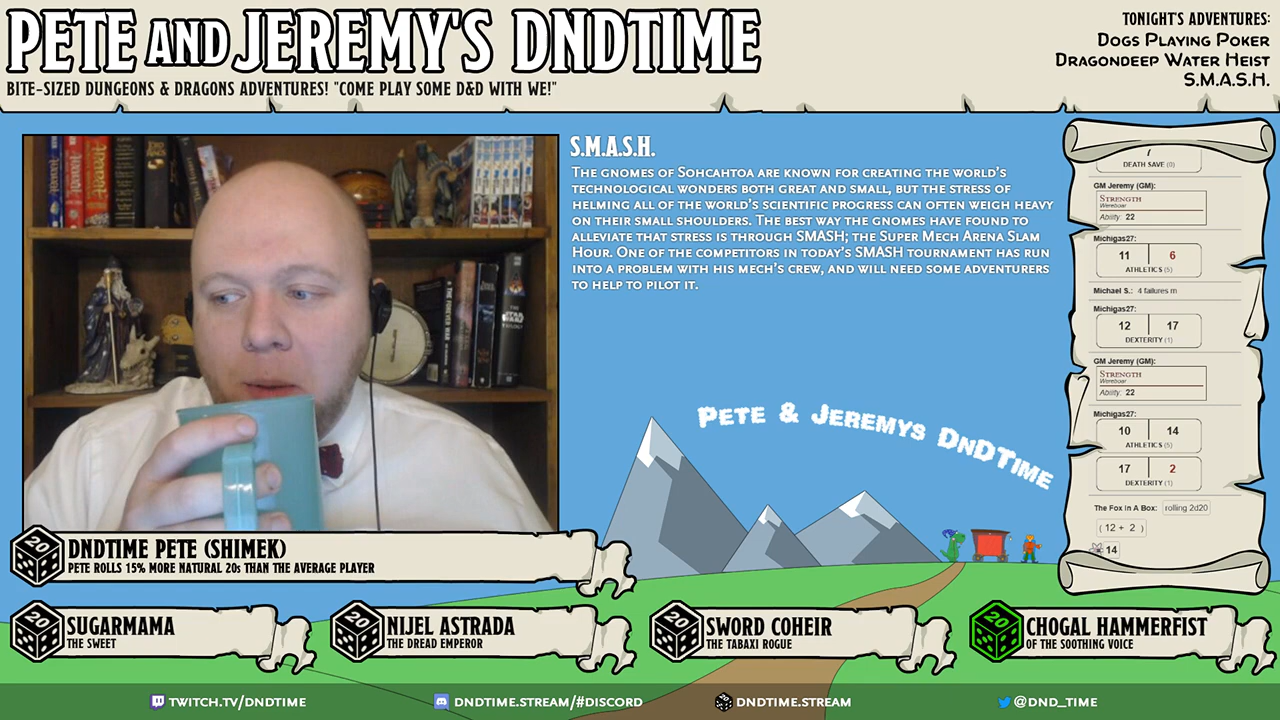 PETE AND JEREMY'S DNDTIME
BITE-SIZED DUNGEONS & DRAGONS ADVENTURES! "COME PLAY SOME D&D WITH WE!"
TONIGHT'S ADVENTURES:
DOGS PLAYING POKER
DRAGONDEEP WATER HEIST
S.M.A.S.H.
S.M.A.S.H.
THE GNOMES OF SOHCAHTOA ARE KNOWN FOR CREATING THE WORLD'S
TECHNOLOGICAL WONDERS BOTH GREAT AND SMALL, BUT THE STRESS OF
HELMING ALL OF THE WORLD'S SCIENTIFIC PROGRESS CAN OFTEN WEIGH HEAVY
ON THEIR SMALL SHOULDERS. THE BEST WAY THE GNOMES HAVE FOUND TO
ALLEVIATE THAT STRESS IS THROUGH SMASH; THE SUPER MECH ARENA SLAM
HOUR. ONE OF THE COMPETITORS IN TODAY'S SMASH TOURNAMENT HAS RUN
INTO A PROBLEM WITH HIS MECH'S CREW, AND WILL NEED SOME ADVENTURERS
TO HELP TO PILOT IT.
PETE & JEREMYS DNDTIME
7
DEATH SAVE (0)
GM Jeremy (GM):
STRENGTH
Wereboar
Ability: 22
Michigas27:
11 6
ATHLETICS (5)
Michael S.: 4 failures rn
Michigas27:
12 17
DEXTERITY (1)
GM Jeremy (GM):
STRENGTH
Wereboar
Ability: 22
Michigas27:
10 14
ATHLETICS (5)
17 2
DEXTERITY (1)
The Fox In A Box: rolling 2d20
( 12 + 2 )
14
20
DNDTIME PETE (SHIMEK)
PETE ROLLS 15% MORE NATURAL 20S THAN THE AVERAGE PLAYER
20
SUGARMAMA
THE SWEET
20
NIJEL ASTRADA
THE DREAD EMPEROR
20
SWORD COHEIR
THE TABAXI ROGUE
20
CHOGAL HAMMERFIST
OF THE SOOTHING VOICE
TWITCH.TV/DNDTIME
DNDTIME.STREAM/#DISCORD
DNDTIME.STREAM
@DND_TIME